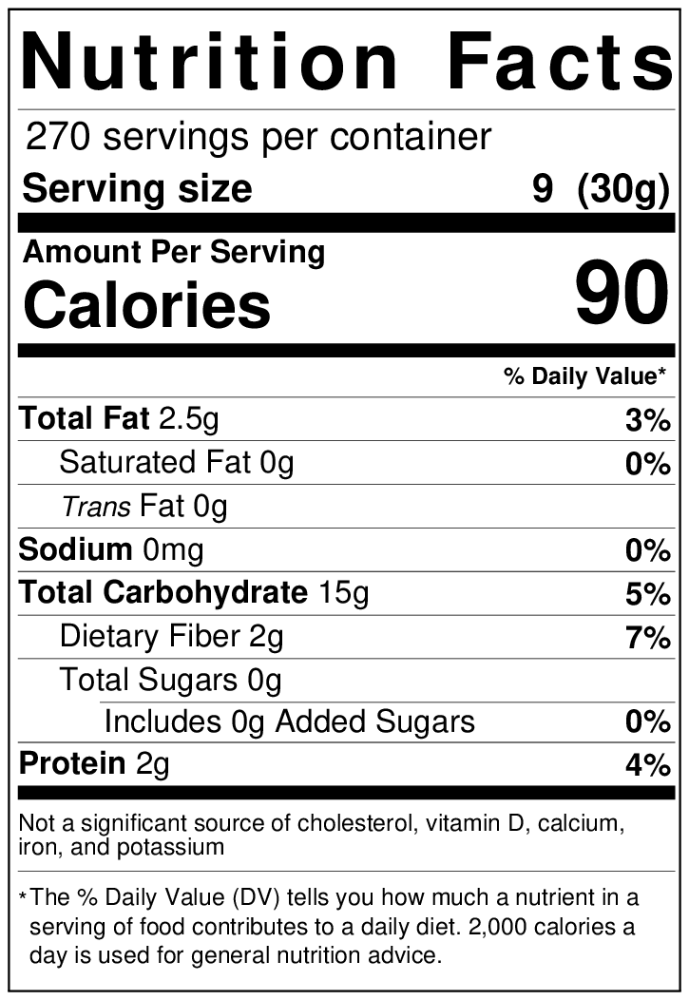 Nutrition Facts
270 servings per container
Serving size 9 (30g)
Amount Per Serving
Calories 90
% Daily Value*
Total Fat 2.5g 3%
Saturated Fat 0g 0%
Trans Fat 0g
Sodium 0mg 0%
Total Carbohydrate 15g 5%
Dietary Fiber 2g 7%
Total Sugars 0g
Includes 0g Added Sugars 0%
Protein 2g 4%
Not a significant source of cholesterol, vitamin D, calcium,
iron, and potassium
*The % Daily Value (DV) tells you how much a nutrient in a
serving of food contributes to a daily diet. 2,000 calories a
day is used for general nutrition advice.